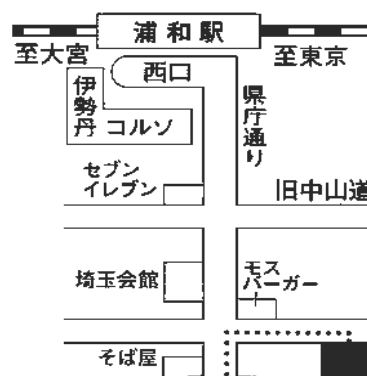 浦和駅
至大宮
至東京
西口
伊勢丹
コルソ
県庁通り
セブン
イレブン
旧中山道
埼玉会館
モス
バーガー
そば屋